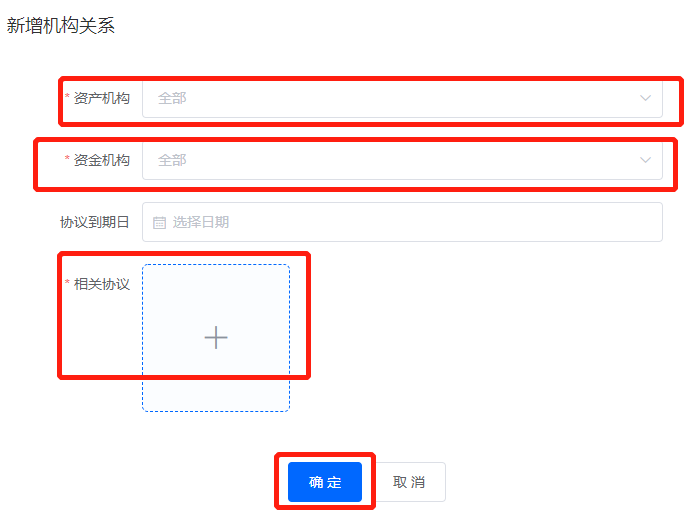 新增机构关系
* 资产机构 全部
* 资金机构 全部
协议到期日 选择日期
* 相关协议
确 定 取 消